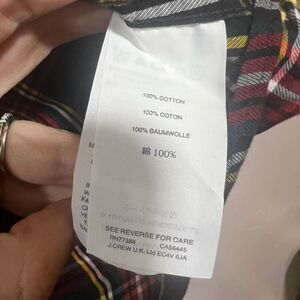 100% COTTON
100% COTON
100% BAUMWOLLE
綿 100%
SEE REVERSE FOR CARE
RN77388 CA56445
J.CREW U.K. Ltd EC4V 6JA